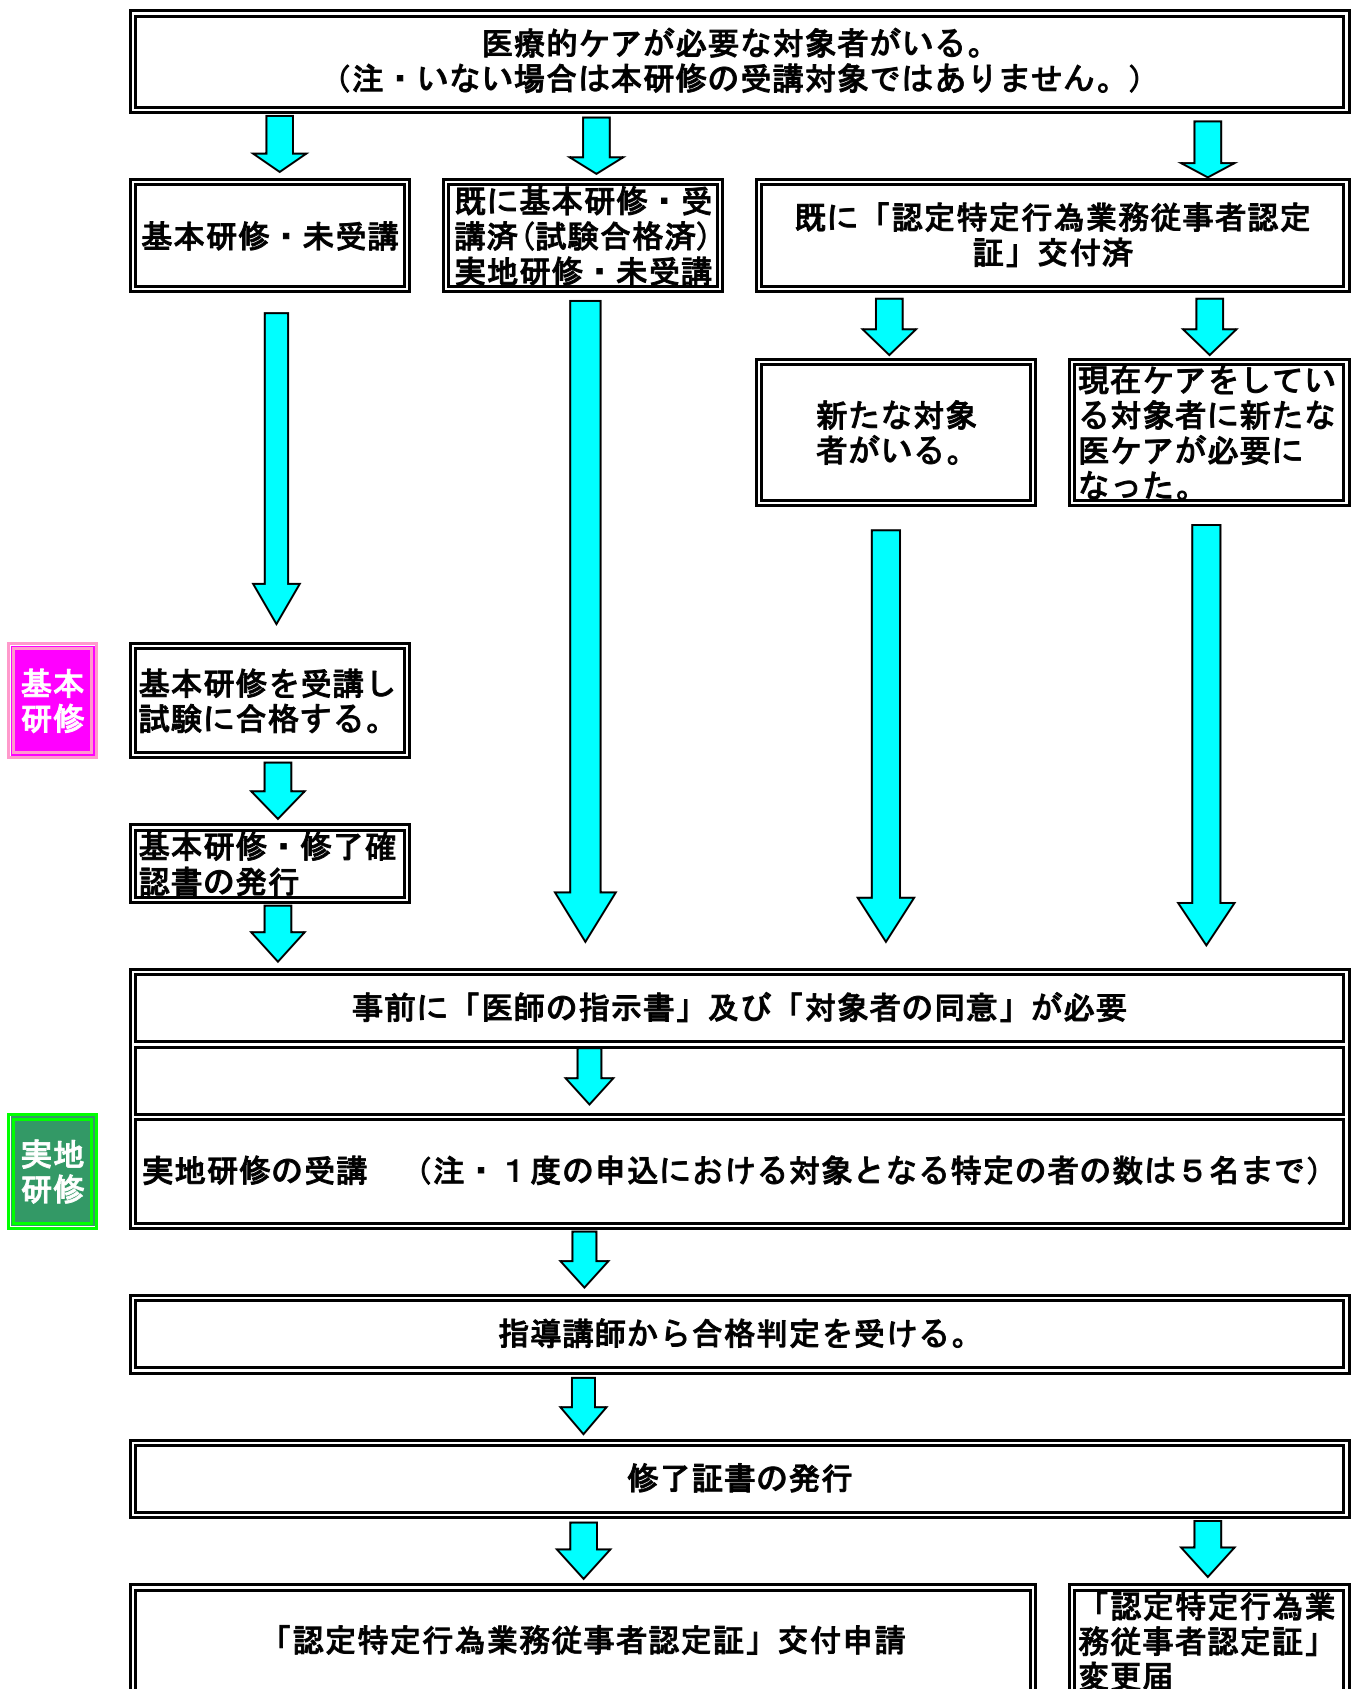 医療的ケアが必要な対象者がいる。
（注・いない場合は本研修の受講対象ではありません。）
基本研修・未受講
既に基本研修・受
講済（試験合格済）
実地研修・未受講
既に「認定特定行為業務従事者認定
証」交付済
新たな対象
者がいる。
現在ケアをしてい
る対象者に新たな
医ケアが必要に
なった。
基本
研修
基本研修を受講し
試験に合格する。
基本研修・修了確
認書の発行
事前に「医師の指示書」及び「対象者の同意」が必要
実地
研修
実地研修の受講　（注・１度の申込における対象となる特定の者の数は５名まで）
指導講師から合格判定を受ける。
修了証書の発行
「認定特定行為業務従事者認定証」交付申請
「認定特定行為業
務従事者認定証」
変更届